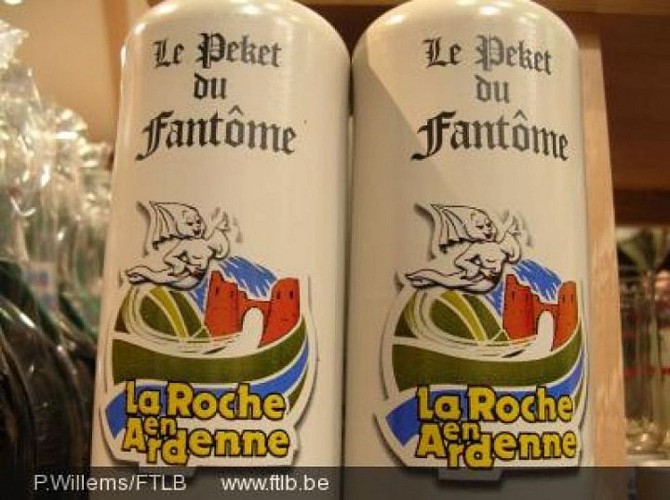 Le Peket
du
Fantôme
La Roche
en
Ardenne
Le Peket
du
Fantôme
La Roche
en
Ardenne
P.Willems/FTLB www.ftlb.be